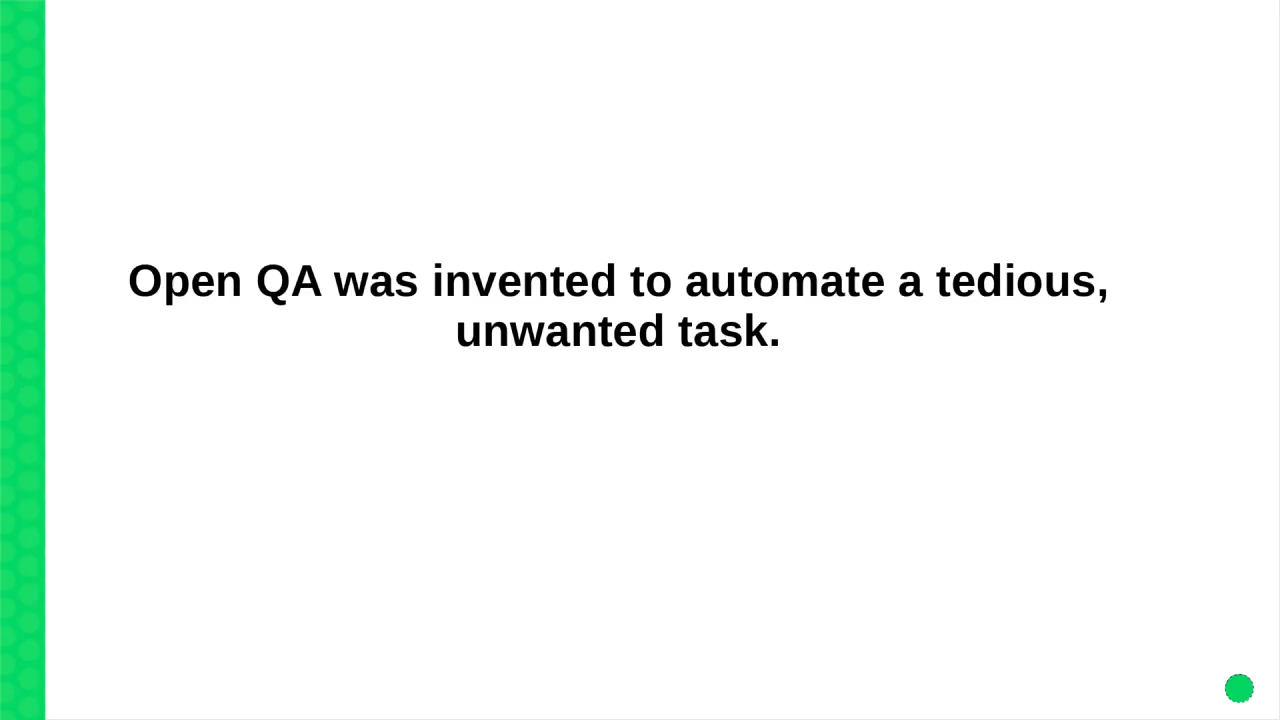 Open QA was invented to automate a tedious,
unwanted task.